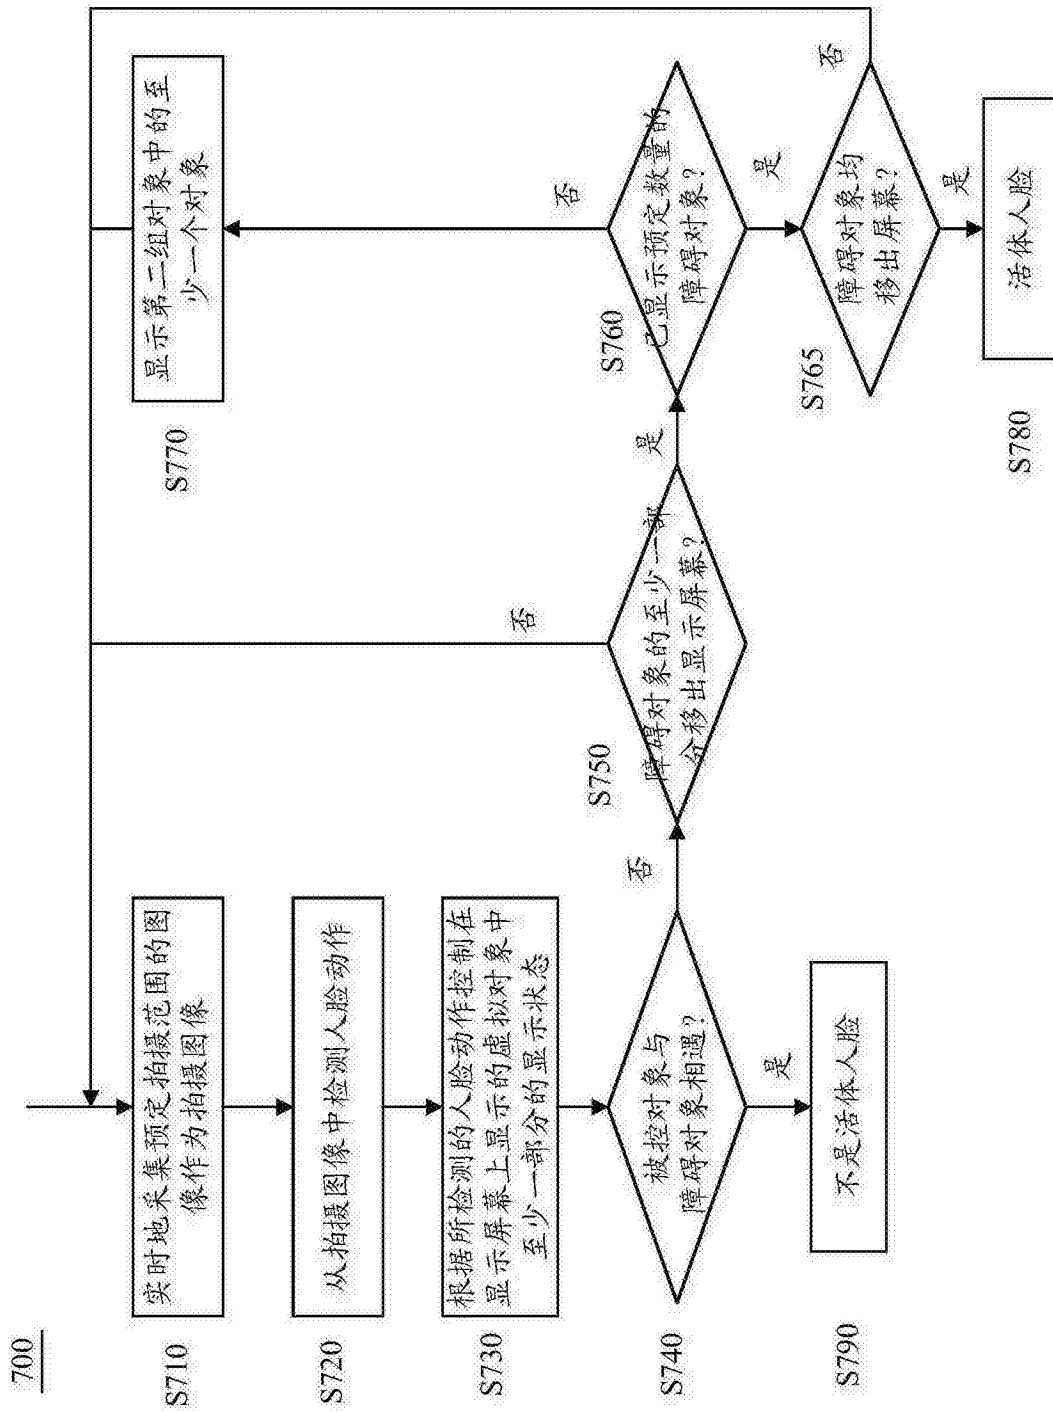 700
S710
实时地采集预定拍摄范围的图
像作为拍摄图像
S720
从拍摄图像中检测人脸动作
S730
根据所检测的人脸动作控制在
显示屏幕上显示的虚拟对象中
至少一部分的显示状态
S740
被控对象与
障碍对象相遇?
是
S790
不是活体人脸
否
S750
障碍对象的至少一部
分移出显示屏幕?
否
是
S760
已显示预定数量的
障碍对象?
否
S770
显示第二组对象中的至
少一个对象
是
S765
障碍对象均
移出屏幕?
否
是
S780
活体人脸